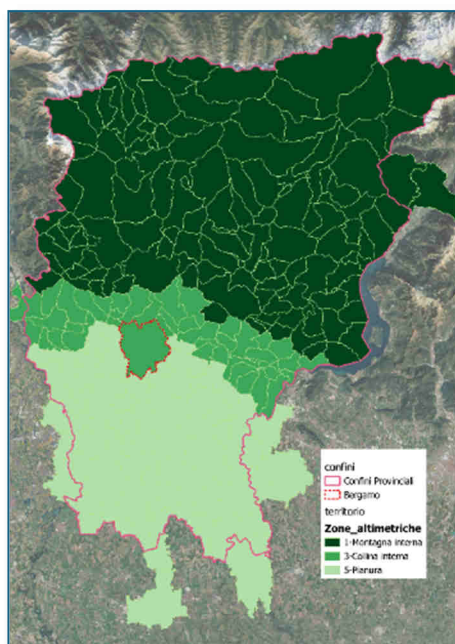 confini
Confini Provinciali
Bergamo
territorio
Zone_altimetriche
1-Montagna interna
3-Collina interna
5-Pianura